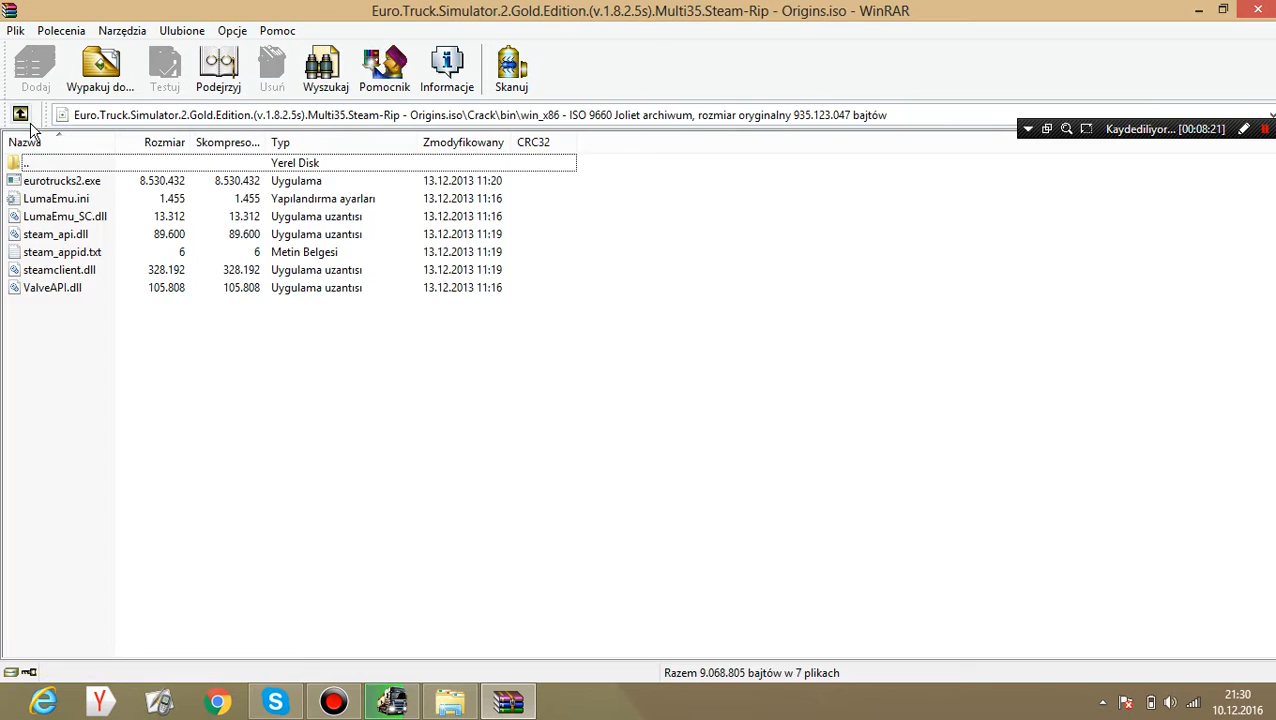 Euro.Truck.Simulator.2.Gold.Edition.(v.1.8.2.5s).Multi35.Steam-Rip - Origins.iso - WinRAR
Plik Polecenia Narzędzia Ulubione Opcje Pomoc
Dodaj Wypakuj do... Testuj Podejrzyj Usuń Wyszukaj Pomocnik Informacje Skanuj
Euro.Truck.Simulator.2.Gold.Edition.(v.1.8.2.5s).Multi35.Steam-Rip - Origins.iso\Crack\bin\win_x86 - ISO 9660 Joliet archiwum, rozmiar oryginalny 935.123.047 bajtów
Kaydediliyor... [00:08:21]
Nazwa Rozmiar Skompreso... Typ Zmodyfikowany CRC32
.. Yerel Disk
eurotrucks2.exe 8.530.432 8.530.432 Uygulama 13.12.2013 11:20
LumaEmu.ini 1.455 1.455 Yapılandırma ayarları 13.12.2013 11:16
LumaEmu_SC.dll 13.312 13.312 Uygulama uzantısı 13.12.2013 11:16
steam_api.dll 89.600 89.600 Uygulama uzantısı 13.12.2013 11:19
steam_appid.txt 6 6 Metin Belgesi 13.12.2013 11:19
steamclient.dll 328.192 328.192 Uygulama uzantısı 13.12.2013 11:19
ValveAPI.dll 105.808 105.808 Uygulama uzantısı 13.12.2013 11:16
Razem 9.068.805 bajtów w 7 plikach
21:30
10.12.2016